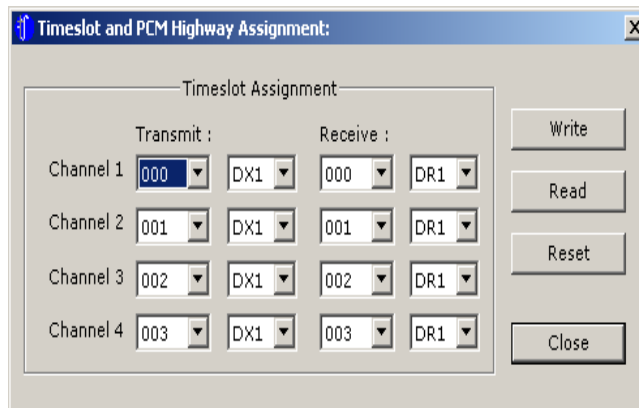 Timeslot and PCM Highway Assignment:
Timeslot Assignment
Transmit : Receive :
Channel 1 000 DX1 000 DR1
Channel 2 001 DX1 001 DR1
Channel 3 002 DX1 002 DR1
Channel 4 003 DX1 003 DR1
Write
Read
Reset
Close